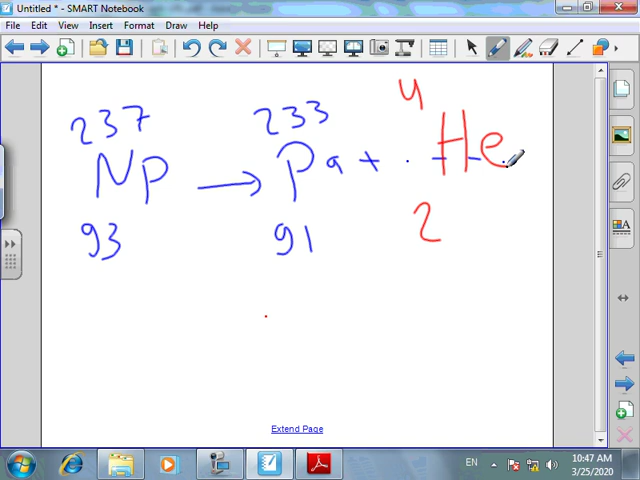 Untitled * - SMART Notebook
File Edit View Insert Format Draw Help
237 233 4
Np → Pa + He
93 91 2
Extend Page
EN 10:47 AM
3/25/2020